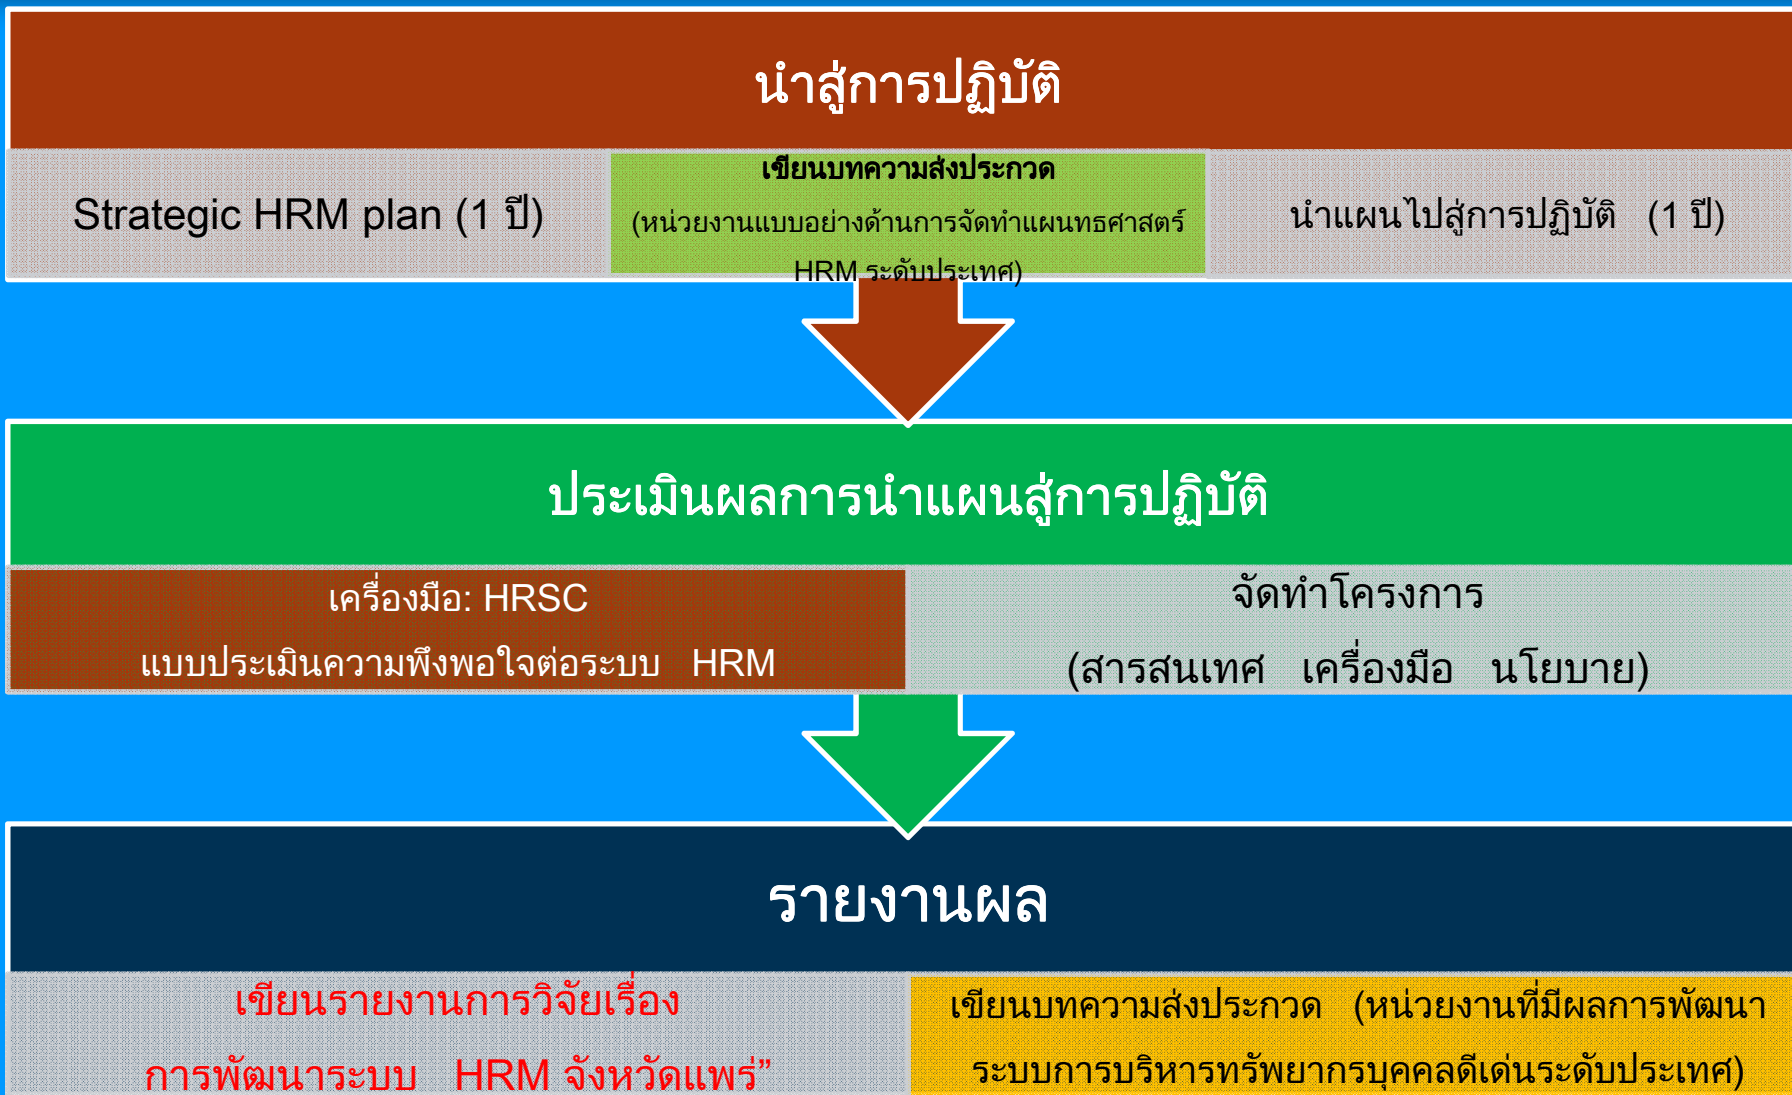 นำสู่การปฏิบัติ
Strategic HRM plan (1 ปี)
เขียนบทความส่งประกวด
(หน่วยงานแบบอย่างด้านการจัดทำแผนทธศาสตร์
HRM ระดับประเทศ)
นำแผนไปสู่การปฏิบัติ (1 ปี)
ประเมินผลการนำแผนสู่การปฏิบัติ
เครื่องมือ: HRSC
แบบประเมินความพึงพอใจต่อระบบ HRM
จัดทำโครงการ
(สารสนเทศ เครื่องมือ นโยบาย)
รายงานผล
เขียนรายงานการวิจัยเรื่อง
การพัฒนาระบบ HRM จังหวัดแพร่”
เขียนบทความส่งประกวด (หน่วยงานที่มีผลการพัฒนา
ระบบการบริหารทรัพยากรบุคคลดีเด่นระดับประเทศ)